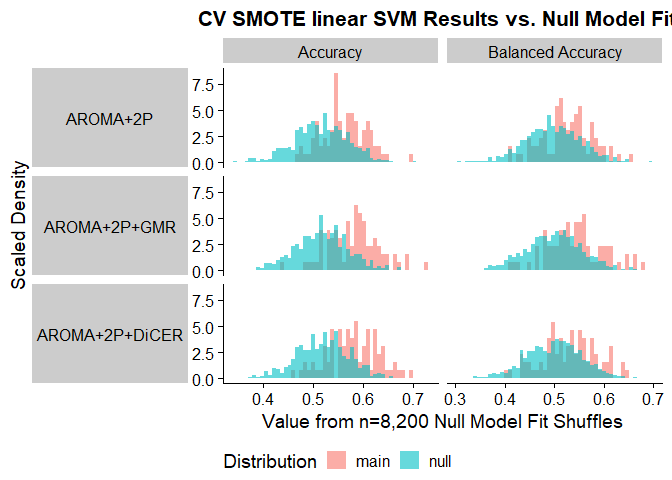 CV SMOTE linear SVM Results vs. Null Model Fit
Accuracy Balanced Accuracy
Scaled Density
AROMA+2P
7.5
5.0
2.5
0.0
AROMA+2P+GMR
7.5
5.0
2.5
0.0
AROMA+2P+DiCER
7.5
5.0
2.5
0.0
0.4 0.5 0.6 0.7 0.3 0.4 0.5 0.6 0.7
Value from n=8,200 Null Model Fit Shuffles
Distribution main null